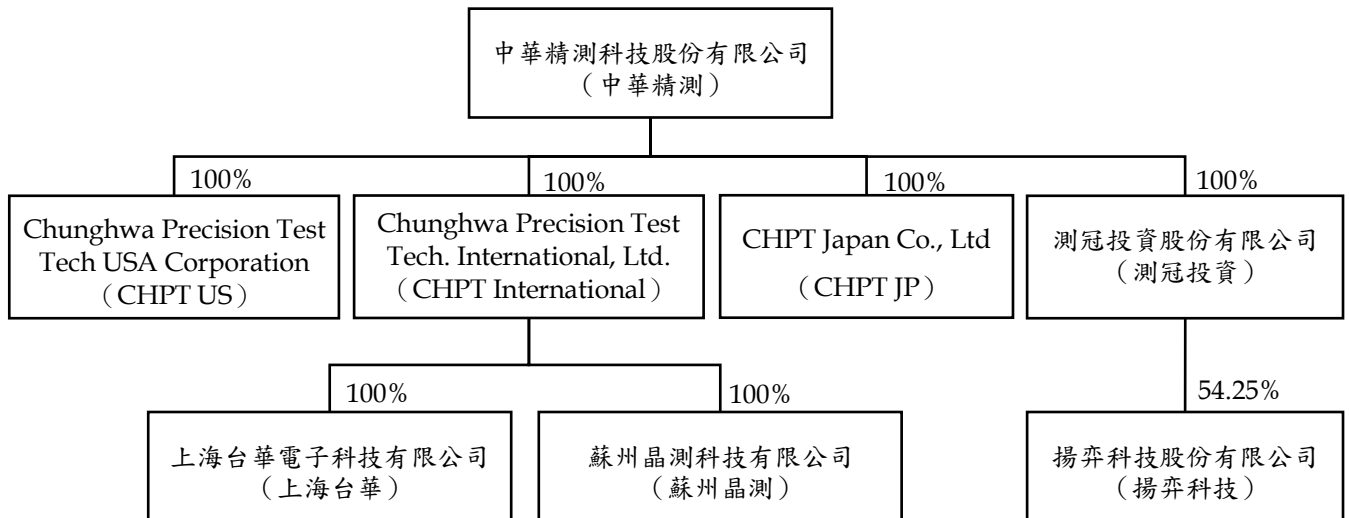 中華精測科技股份有限公司
（中華精測）
100%
100%
100%
100%
Chunghwa Precision Test
Tech USA Corporation
（CHPT US）
Chunghwa Precision Test
Tech. International, Ltd.
（CHPT International）
CHPT Japan Co., Ltd
（CHPT JP）
測冠投資股份有限公司
（測冠投資）
100%
100%
54.25%
上海台華電子科技有限公司
（上海台華）
蘇州晶測科技有限公司
（蘇州晶測）
揚弈科技股份有限公司
（揚弈科技）